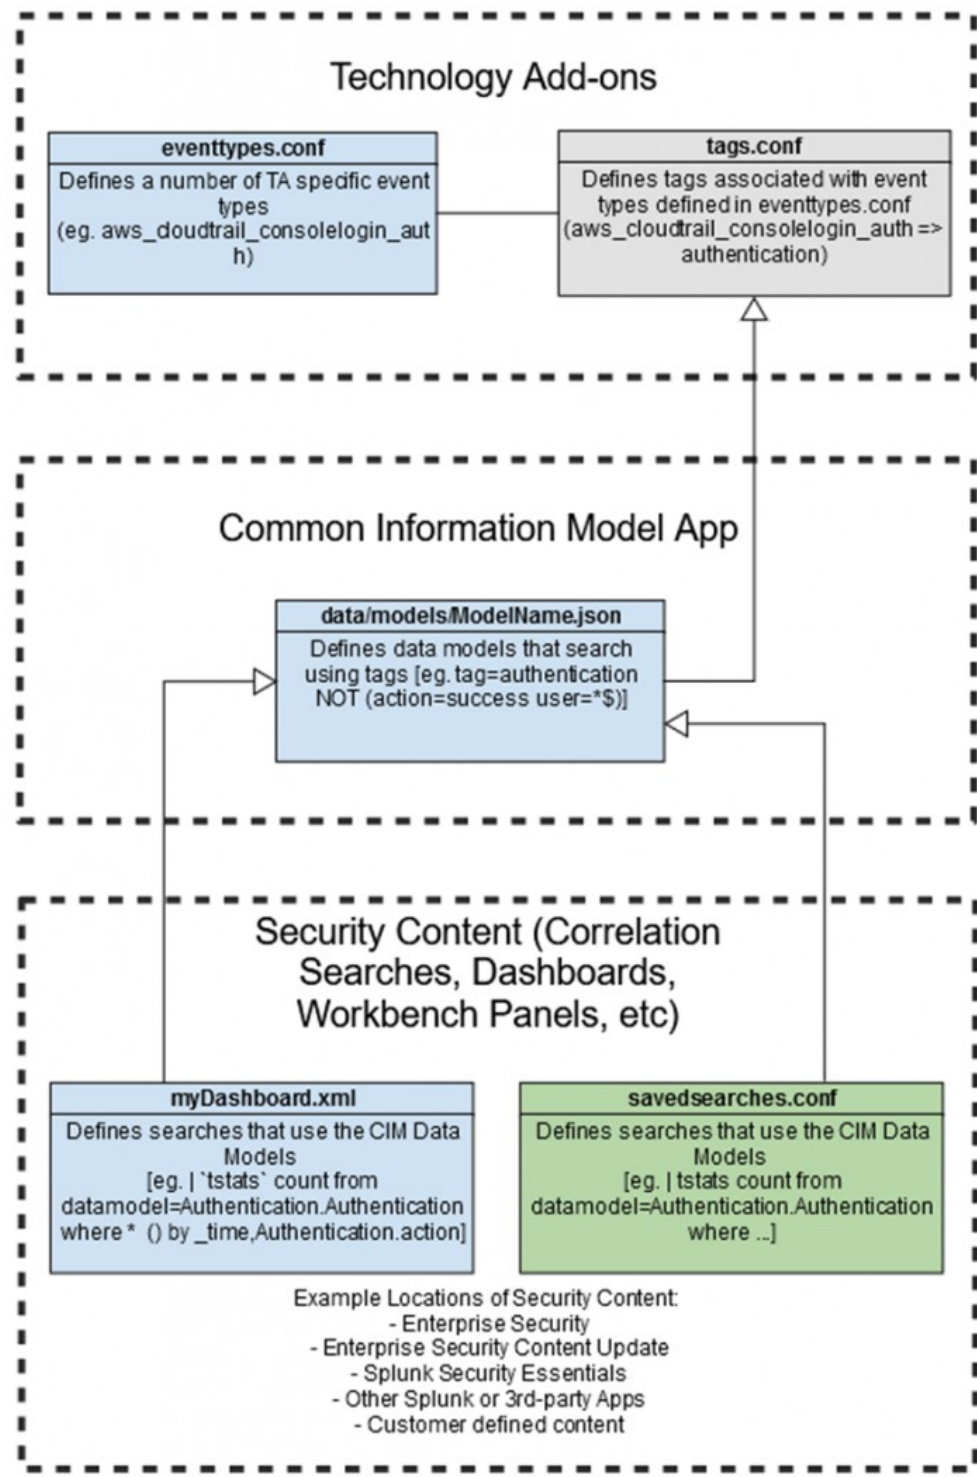 Technology Add-ons
eventtypes.conf
Defines a number of TA specific event
types
(eg. aws_cloudtrail_consolelogin_aut
h)
tags.conf
Defines tags associated with event
types defined in eventtypes.conf
(aws_cloudtrail_consolelogin_auth =>
authentication)
Common Information Model App
data/models/ModelName.json
Defines data models that search
using tags [eg. tag=authentication
NOT (action=success user=*$)]
Security Content (Correlation
Searches, Dashboards,
Workbench Panels, etc)
myDashboard.xml
Defines searches that use the CIM Data
Models
[eg. | `tstats` count from
datamodel=Authentication.Authentication
where * () by _time,Authentication.action]
savedsearches.conf
Defines searches that use the CIM Data
Models
[eg. | tstats count from
datamodel=Authentication.Authentication
where ...]
Example Locations of Security Content:
- Enterprise Security
- Enterprise Security Content Update
- Splunk Security Essentials
- Other Splunk or 3rd-party Apps
- Customer defined content